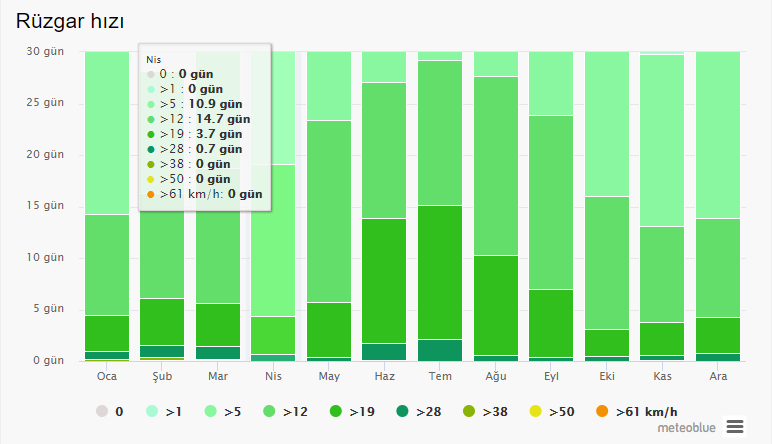 Rüzgar hızı
30 gün
25 gün
20 gün
15 gün
10 gün
5 gün
0 gün
Nis
0 : 0 gün
>1 : 0 gün
>5 : 10.9 gün
>12 : 14.7 gün
>19 : 3.7 gün
>28 : 0.7 gün
>38 : 0 gün
>50 : 0 gün
>61 km/h: 0 gün
Oca Şub Mar Nis May Haz Tem Ağu Eyl Eki Kas Ara
0 >1 >5 >12 >19 >28 >38 >50 >61 km/h
meteoblue